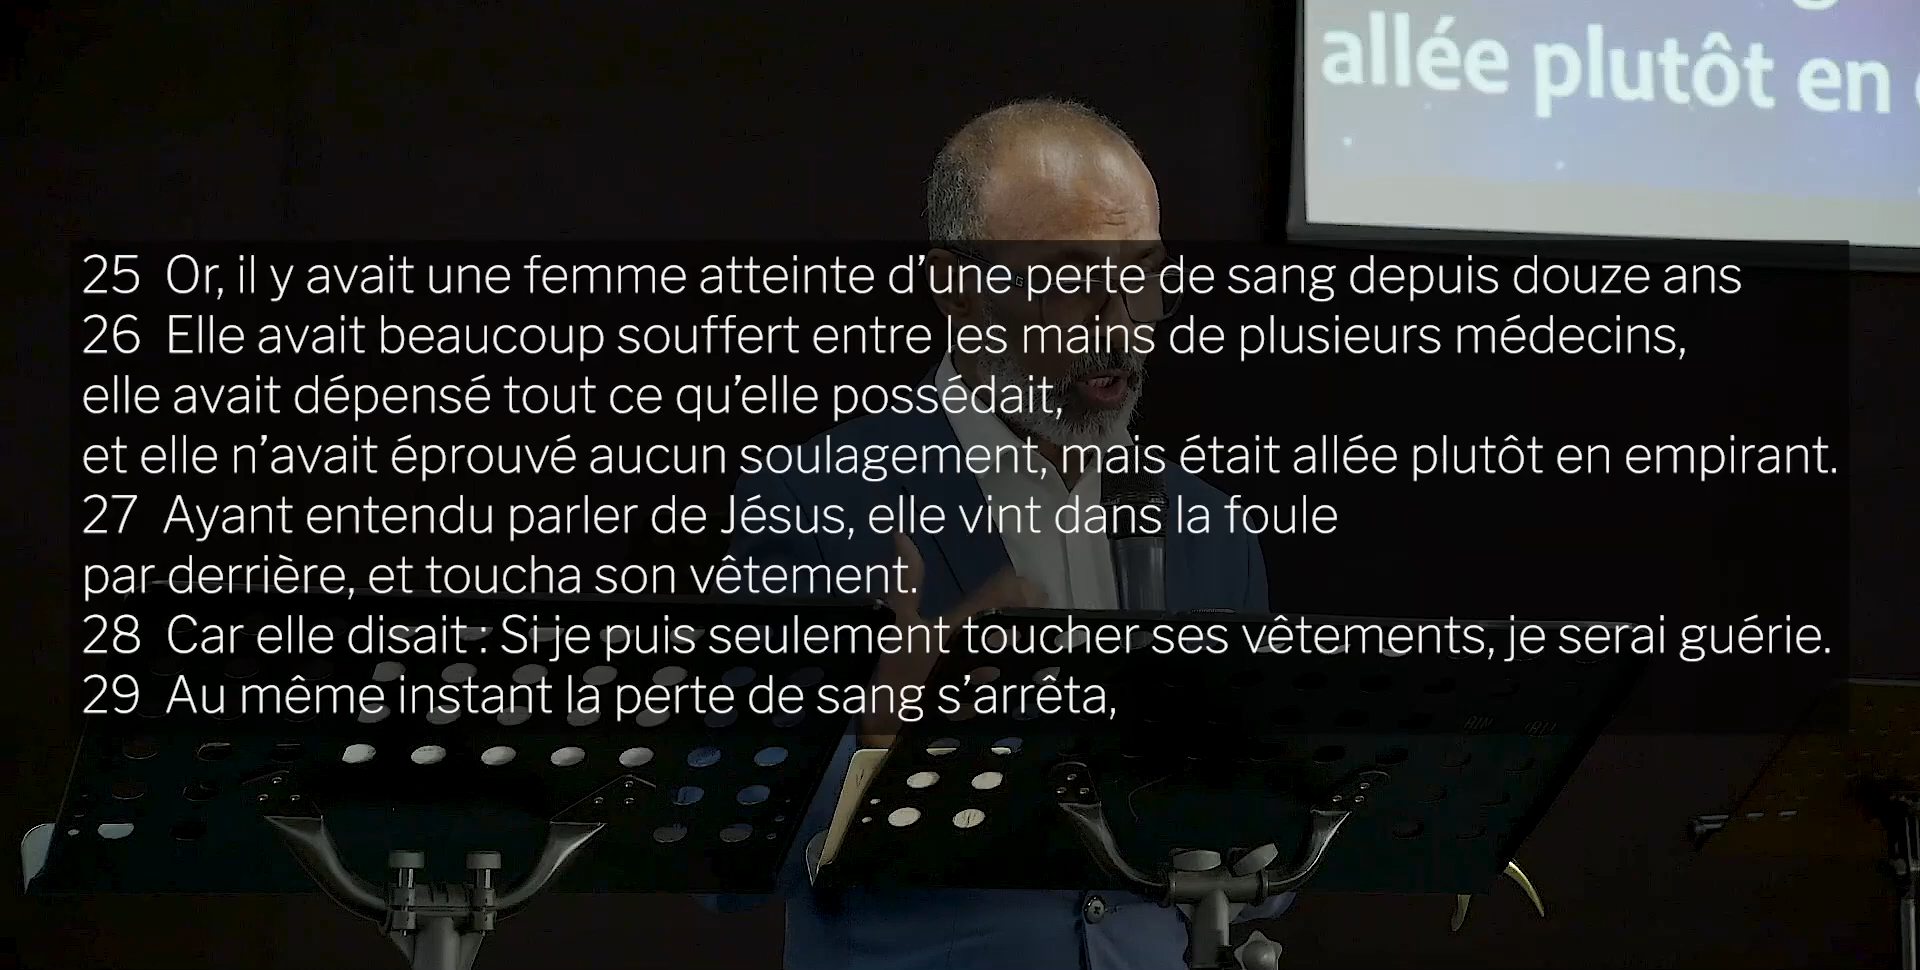 allée plutôt en
25 Or, il y avait une femme atteinte d’une perte de sang depuis douze ans
26 Elle avait beaucoup souffert entre les mains de plusieurs médecins,
elle avait dépensé tout ce qu’elle possédait,
et elle n’avait éprouvé aucun soulagement, mais était allée plutôt en empirant.
27 Ayant entendu parler de Jésus, elle vint dans la foule
par derrière, et toucha son vêtement.
28 Car elle disait : Si je puis seulement toucher ses vêtements, je serai guérie.
29 Au même instant la perte de sang s’arrêta,